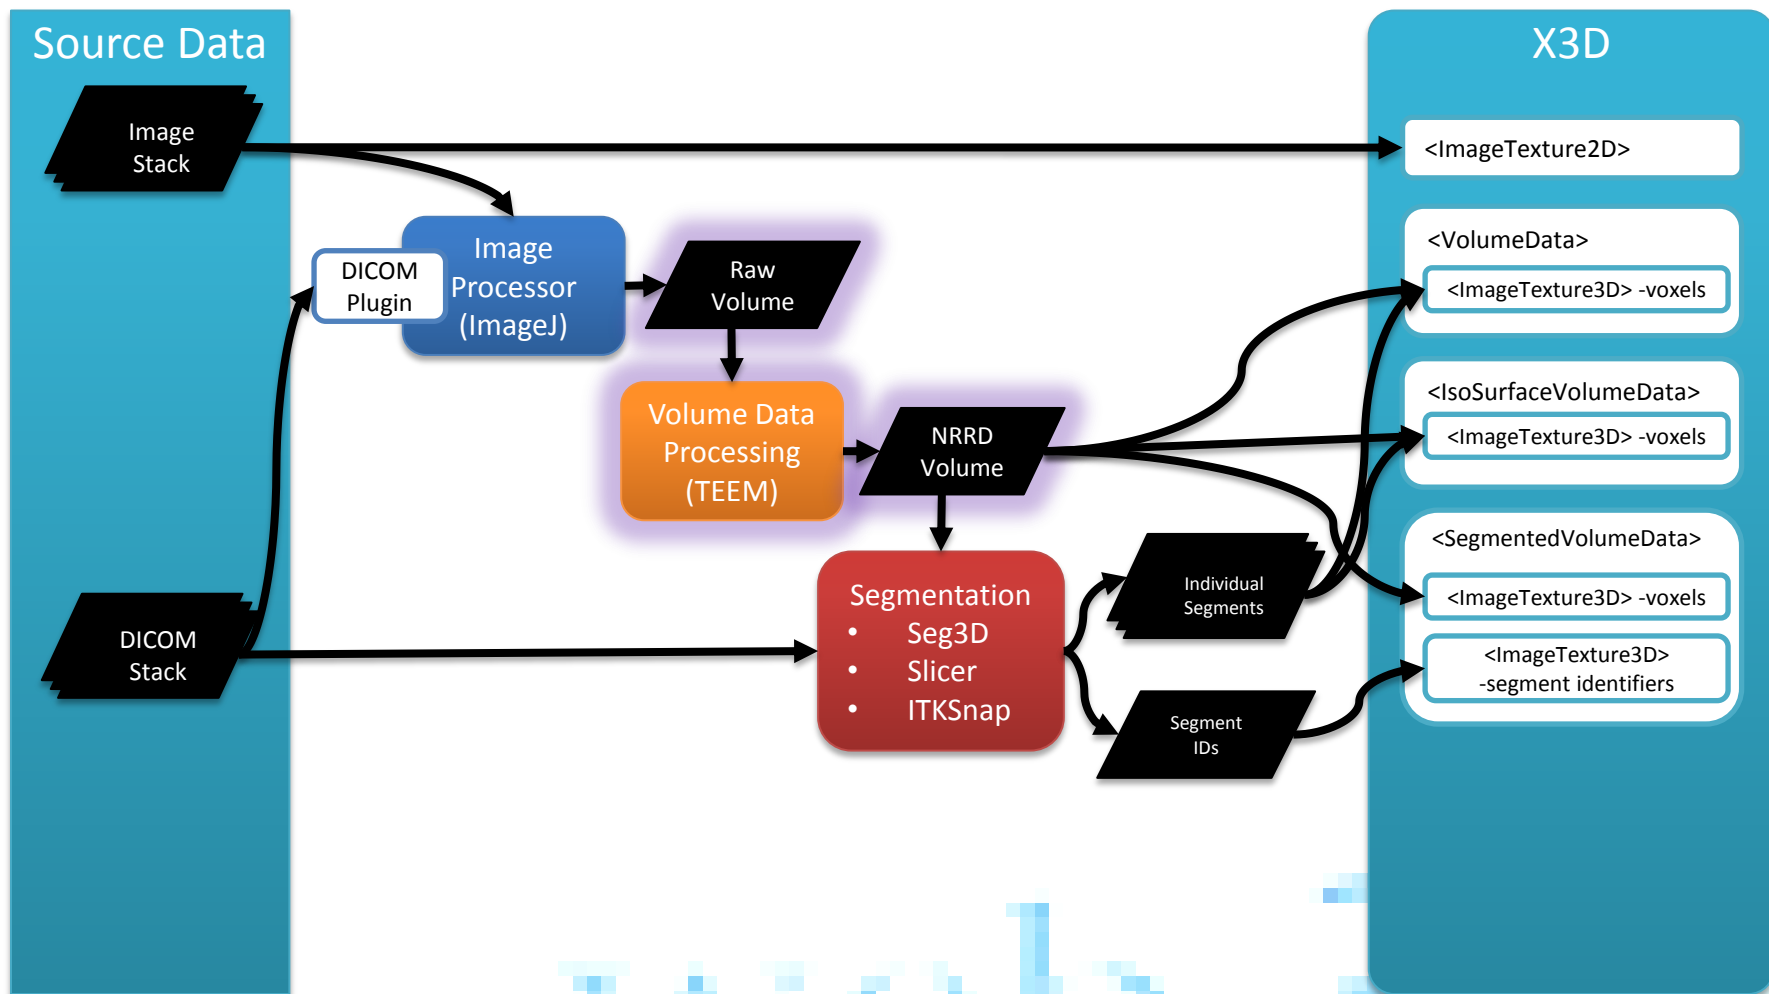 Source Data
X3D
Image
Stack
<ImageTexture2D>
Image
Processor
(ImageJ)
DICOM
Plugin
Raw
Volume
<VolumeData>
<ImageTexture3D> -voxels
Volume Data
Processing
(TEEM)
NRRD
Volume
<IsoSurfaceVolumeData>
<ImageTexture3D> -voxels
Segmentation
• Seg3D
• Slicer
• ITKSnap
Individual
Segments
<SegmentedVolumeData>
<ImageTexture3D> -voxels
<ImageTexture3D>
-segment identifiers
DICOM
Stack
Segment
IDs